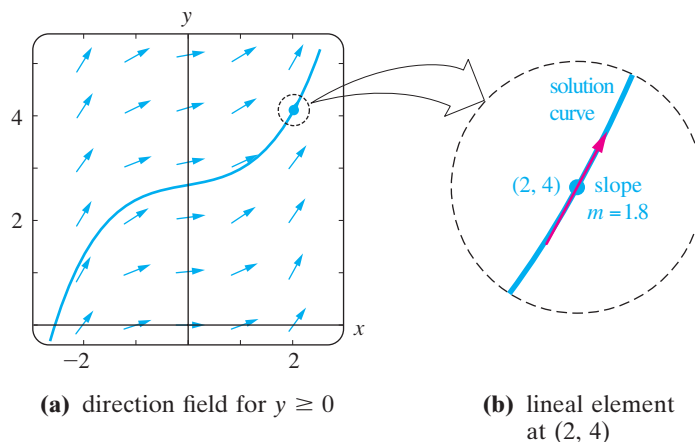 y
4
2
x
−2
2
solution
curve
(2, 4)
slope
m = 1.8
(a) direction field for y ≥ 0
(b) lineal element
at (2, 4)